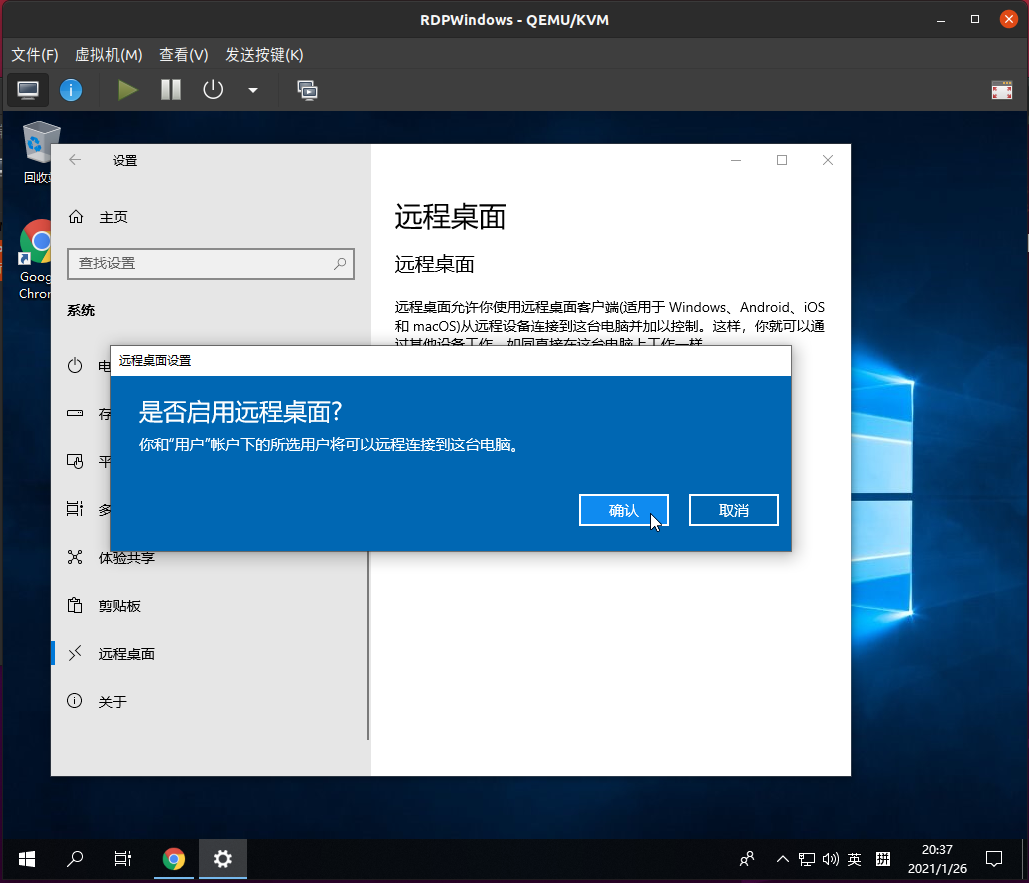 RDPWindows - QEMU/KVM
文件(F) 虚拟机(M) 查看(V) 发送按键(K)
回收
设置
主页
远程桌面
查找设置
远程桌面
Goog
Chron
系统
远程桌面允许你使用远程桌面客户端(适用于 Windows、Android、iOS
和 macOS)从远程设备连接到这台电脑并加以控制。这样，你就可以通
过其他设备工作，如同直接在这台电脑上工作一样
远程桌面设置
电
是否启用远程桌面?
存
你和"用户"帐户下的所选用户将可以远程连接到这台电脑。
平
多
确认 取消
体验共享
剪贴板
远程桌面
关于
英
20:37
2021/1/26